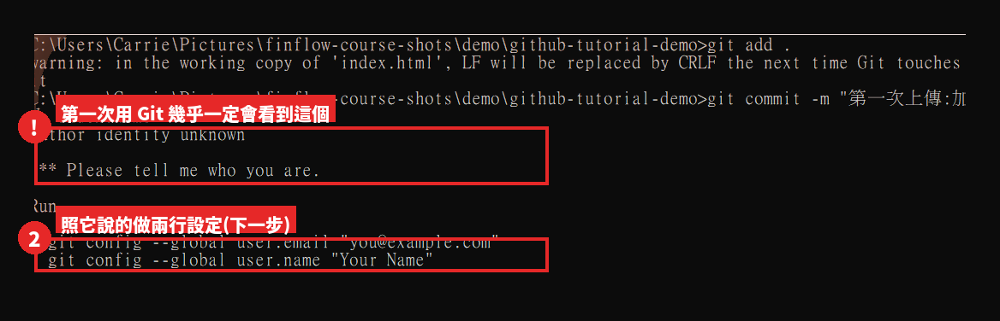 C:\Users\Carrie\Pictures\finflow-course-shots\demo\github-tutorial-demo>git add .
warning: in the working copy of 'index.html', LF will be replaced by CRLF the next time Git touches
it
course-shots\demo\github-tutorial-demo>git commit -m "第一次上傳:加
第一次用 Git 幾乎一定會看到這個
!
thor identity unknown
** Please tell me who you are.
Run
照它說的做兩行設定(下一步)
2
git config --global user.email "you@example.com"
git config --global user.name "Your Name"